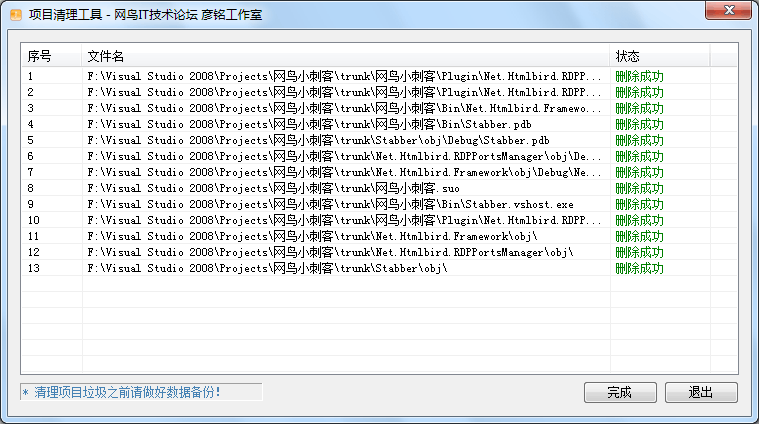 项目清理工具 - 网鸟IT技术论坛 彦铭工作室
序号 文件名 状态
1 F:\Visual Studio 2008\Projects\网鸟小刺客\trunk\网鸟小刺客\Plugin\Net.Htmlbird.RDPP... 删除成功
2 F:\Visual Studio 2008\Projects\网鸟小刺客\trunk\网鸟小刺客\Plugin\Net.Htmlbird.RDPP... 删除成功
3 F:\Visual Studio 2008\Projects\网鸟小刺客\trunk\网鸟小刺客\Bin\Net.Htmlbird.Framewo... 删除成功
4 F:\Visual Studio 2008\Projects\网鸟小刺客\trunk\网鸟小刺客\Bin\Stabber.pdb 删除成功
5 F:\Visual Studio 2008\Projects\网鸟小刺客\trunk\Stabber\obj\Debug\Stabber.pdb 删除成功
6 F:\Visual Studio 2008\Projects\网鸟小刺客\trunk\Net.Htmlbird.RDPPortsManager\obj\De... 删除成功
7 F:\Visual Studio 2008\Projects\网鸟小刺客\trunk\Net.Htmlbird.Framework\obj\Debug\Ne... 删除成功
8 F:\Visual Studio 2008\Projects\网鸟小刺客\trunk\网鸟小刺客.suo 删除成功
9 F:\Visual Studio 2008\Projects\网鸟小刺客\trunk\网鸟小刺客\Bin\Stabber.vshost.exe 删除成功
10 F:\Visual Studio 2008\Projects\网鸟小刺客\trunk\网鸟小刺客\Plugin\Net.Htmlbird.RDPP... 删除成功
11 F:\Visual Studio 2008\Projects\网鸟小刺客\trunk\Net.Htmlbird.Framework\obj\ 删除成功
12 F:\Visual Studio 2008\Projects\网鸟小刺客\trunk\Net.Htmlbird.RDPPortsManager\obj\ 删除成功
13 F:\Visual Studio 2008\Projects\网鸟小刺客\trunk\Stabber\obj\ 删除成功
* 清理项目垃圾之前请做好数据备份! 完成 退出